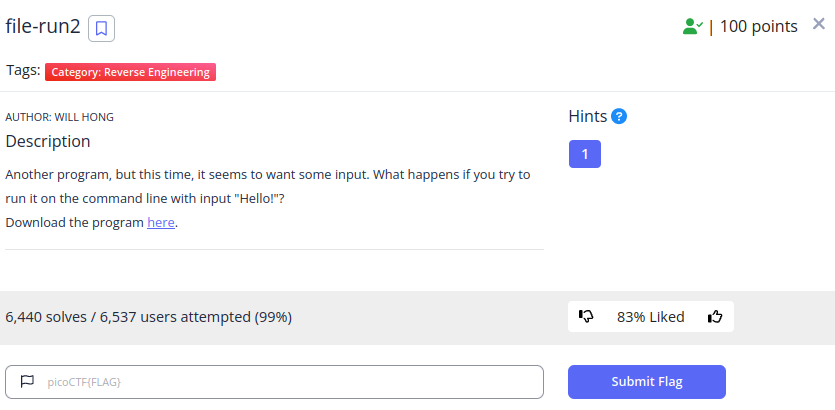 file-run2
| 100 points
Tags: Category: Reverse Engineering
AUTHOR: WILL HONG
Description
Another program, but this time, it seems to want some input. What happens if you try to
run it on the command line with input "Hello!"?
Download the program here.
Hints ?
1
6,440 solves / 6,537 users attempted (99%)
83% Liked
picoCTF{FLAG}
Submit Flag